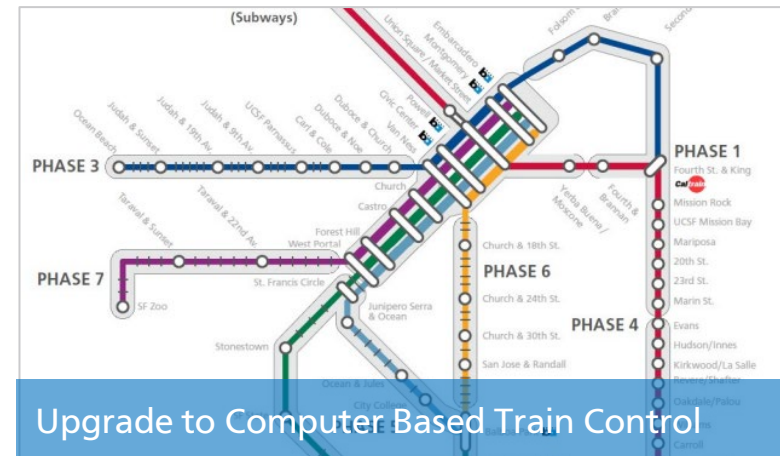 (Subways)
Folsom
Embarcadero
Montgomery
Union Square / Market Street
Powell
Civic Center
Van Ness
Duboce & Church
Duboce & Noe
Carl & Cole
UCSF Parnassus
Judah & 9th Av.
Judah & 19th Av.
Judah & Sunset
Ocean Beach
PHASE 3
PHASE 1
Fourth St. & King
Caltrain
Church
Castro
Yerba Buena /
Moscone
Fourth &
Brannan
Mission Rock
UCSF Mission Bay
Mariposa
20th St.
23rd St.
Marin St.
Taraval & Sunset
Taraval & 22nd Av.
Forest Hill
West Portal
St. Francis Circle
PHASE 7
SF Zoo
Church & 18th St.
PHASE 6
Church & 24th St.
Church & 30th St.
San Jose & Randall
PHASE 4
Evans
Hudson/Innes
Kirkwood/La Salle
Revere/Shafter
Oakdale/Palou
Carroll
Junipero Serra
& Ocean
Stonestown
Ocean & Jules
City College
Upgrade to Computer Based Train Control